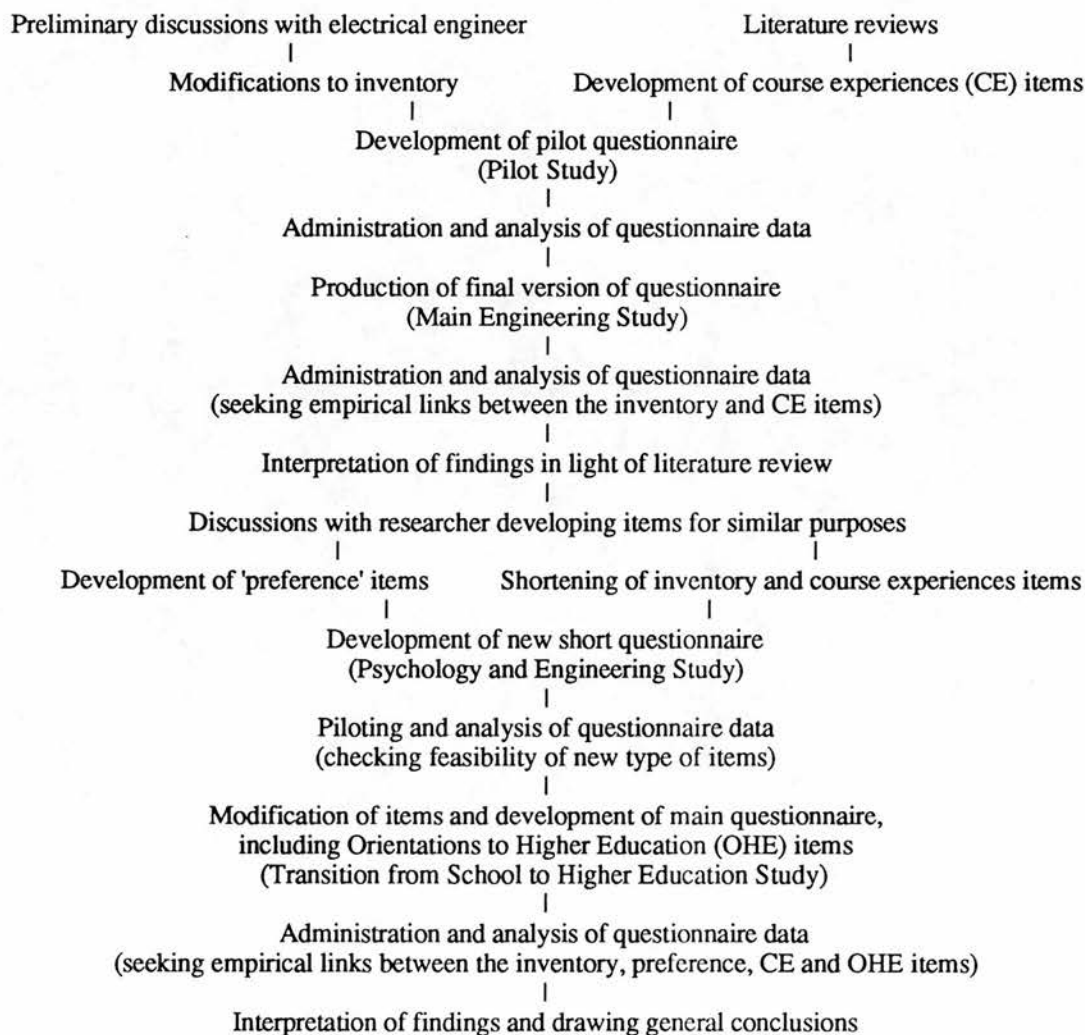 Preliminary discussions with electrical engineer Literature reviews
Modifications to inventory Development of course experiences (CE) items
Development of pilot questionnaire
(Pilot Study)
Administration and analysis of questionnaire data
Production of final version of questionnaire
(Main Engineering Study)
Administration and analysis of questionnaire data
(seeking empirical links between the inventory and CE items)
Interpretation of findings in light of literature review
Discussions with researcher developing items for similar purposes
Development of 'preference' items Shortening of inventory and course experiences items
Development of new short questionnaire
(Psychology and Engineering Study)
Piloting and analysis of questionnaire data
(checking feasibility of new type of items)
Modification of items and development of main questionnaire,
including Orientations to Higher Education (OHE) items
(Transition from School to Higher Education Study)
Administration and analysis of questionnaire data
(seeking empirical links between the inventory, preference, CE and OHE items)
Interpretation of findings and drawing general conclusions